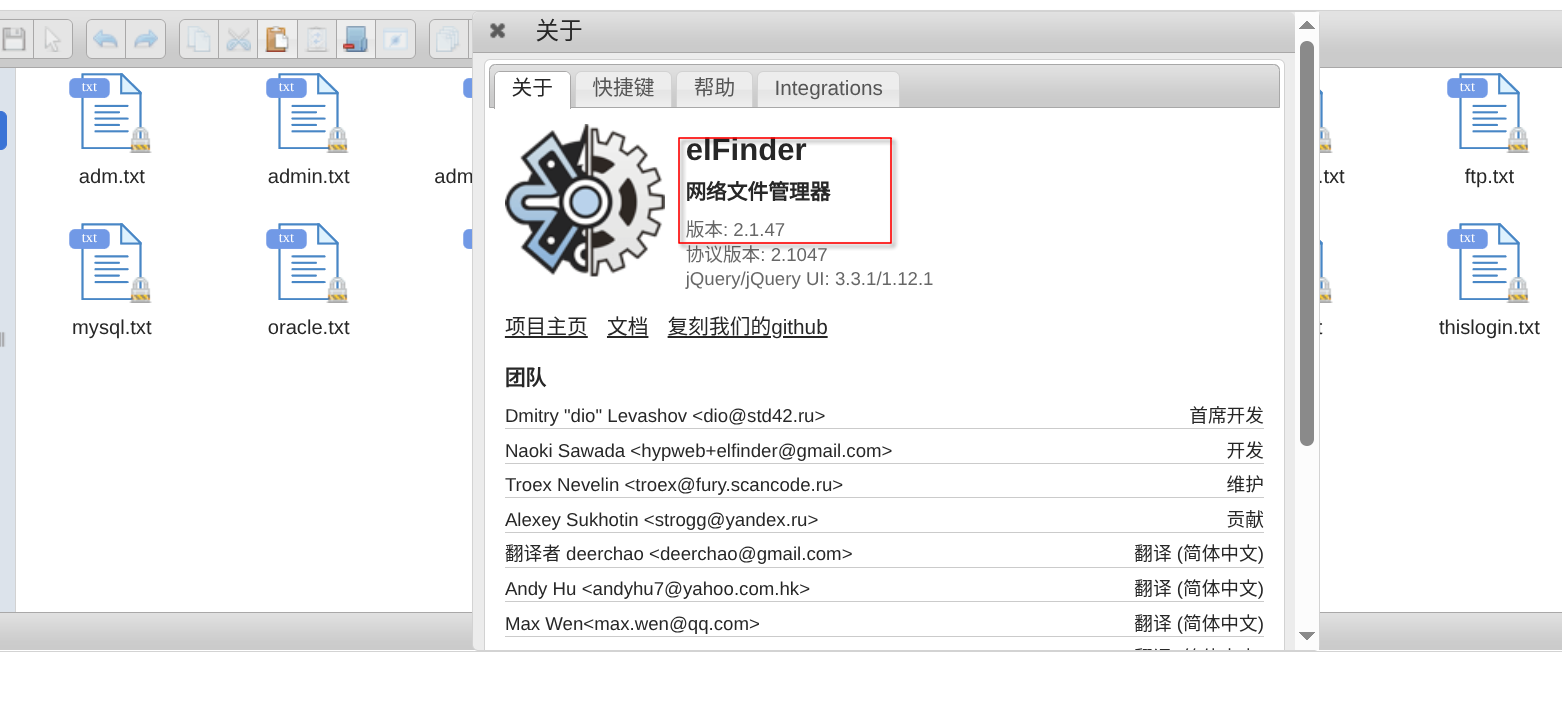 关于
关于
快捷键
帮助
Integrations
elFinder
网络文件管理器
版本: 2.1.47
协议版本: 2.1047
jQuery/jQuery UI: 3.3.1/1.12.1
项目主页 文档 复刻我们的github
团队
Dmitry "dio" Levashov <dio@std42.ru> 首席开发
Naoki Sawada <hypweb+elfinder@gmail.com> 开发
Troex Nevelin <troex@fury.scancode.ru> 维护
Alexey Sukhotin <strogg@yandex.ru> 贡献
翻译者 deerchao <deerchao@gmail.com> 翻译 (简体中文)
Andy Hu <andyhu7@yahoo.com.hk> 翻译 (简体中文)
Max Wen<max.wen@qq.com> 翻译 (简体中文)
txt
txt
txt
adm.txt
admin.txt
adm
.txt
ftp.txt
txt
txt
txt
mysql.txt
oracle.txt
t
thislogin.txt